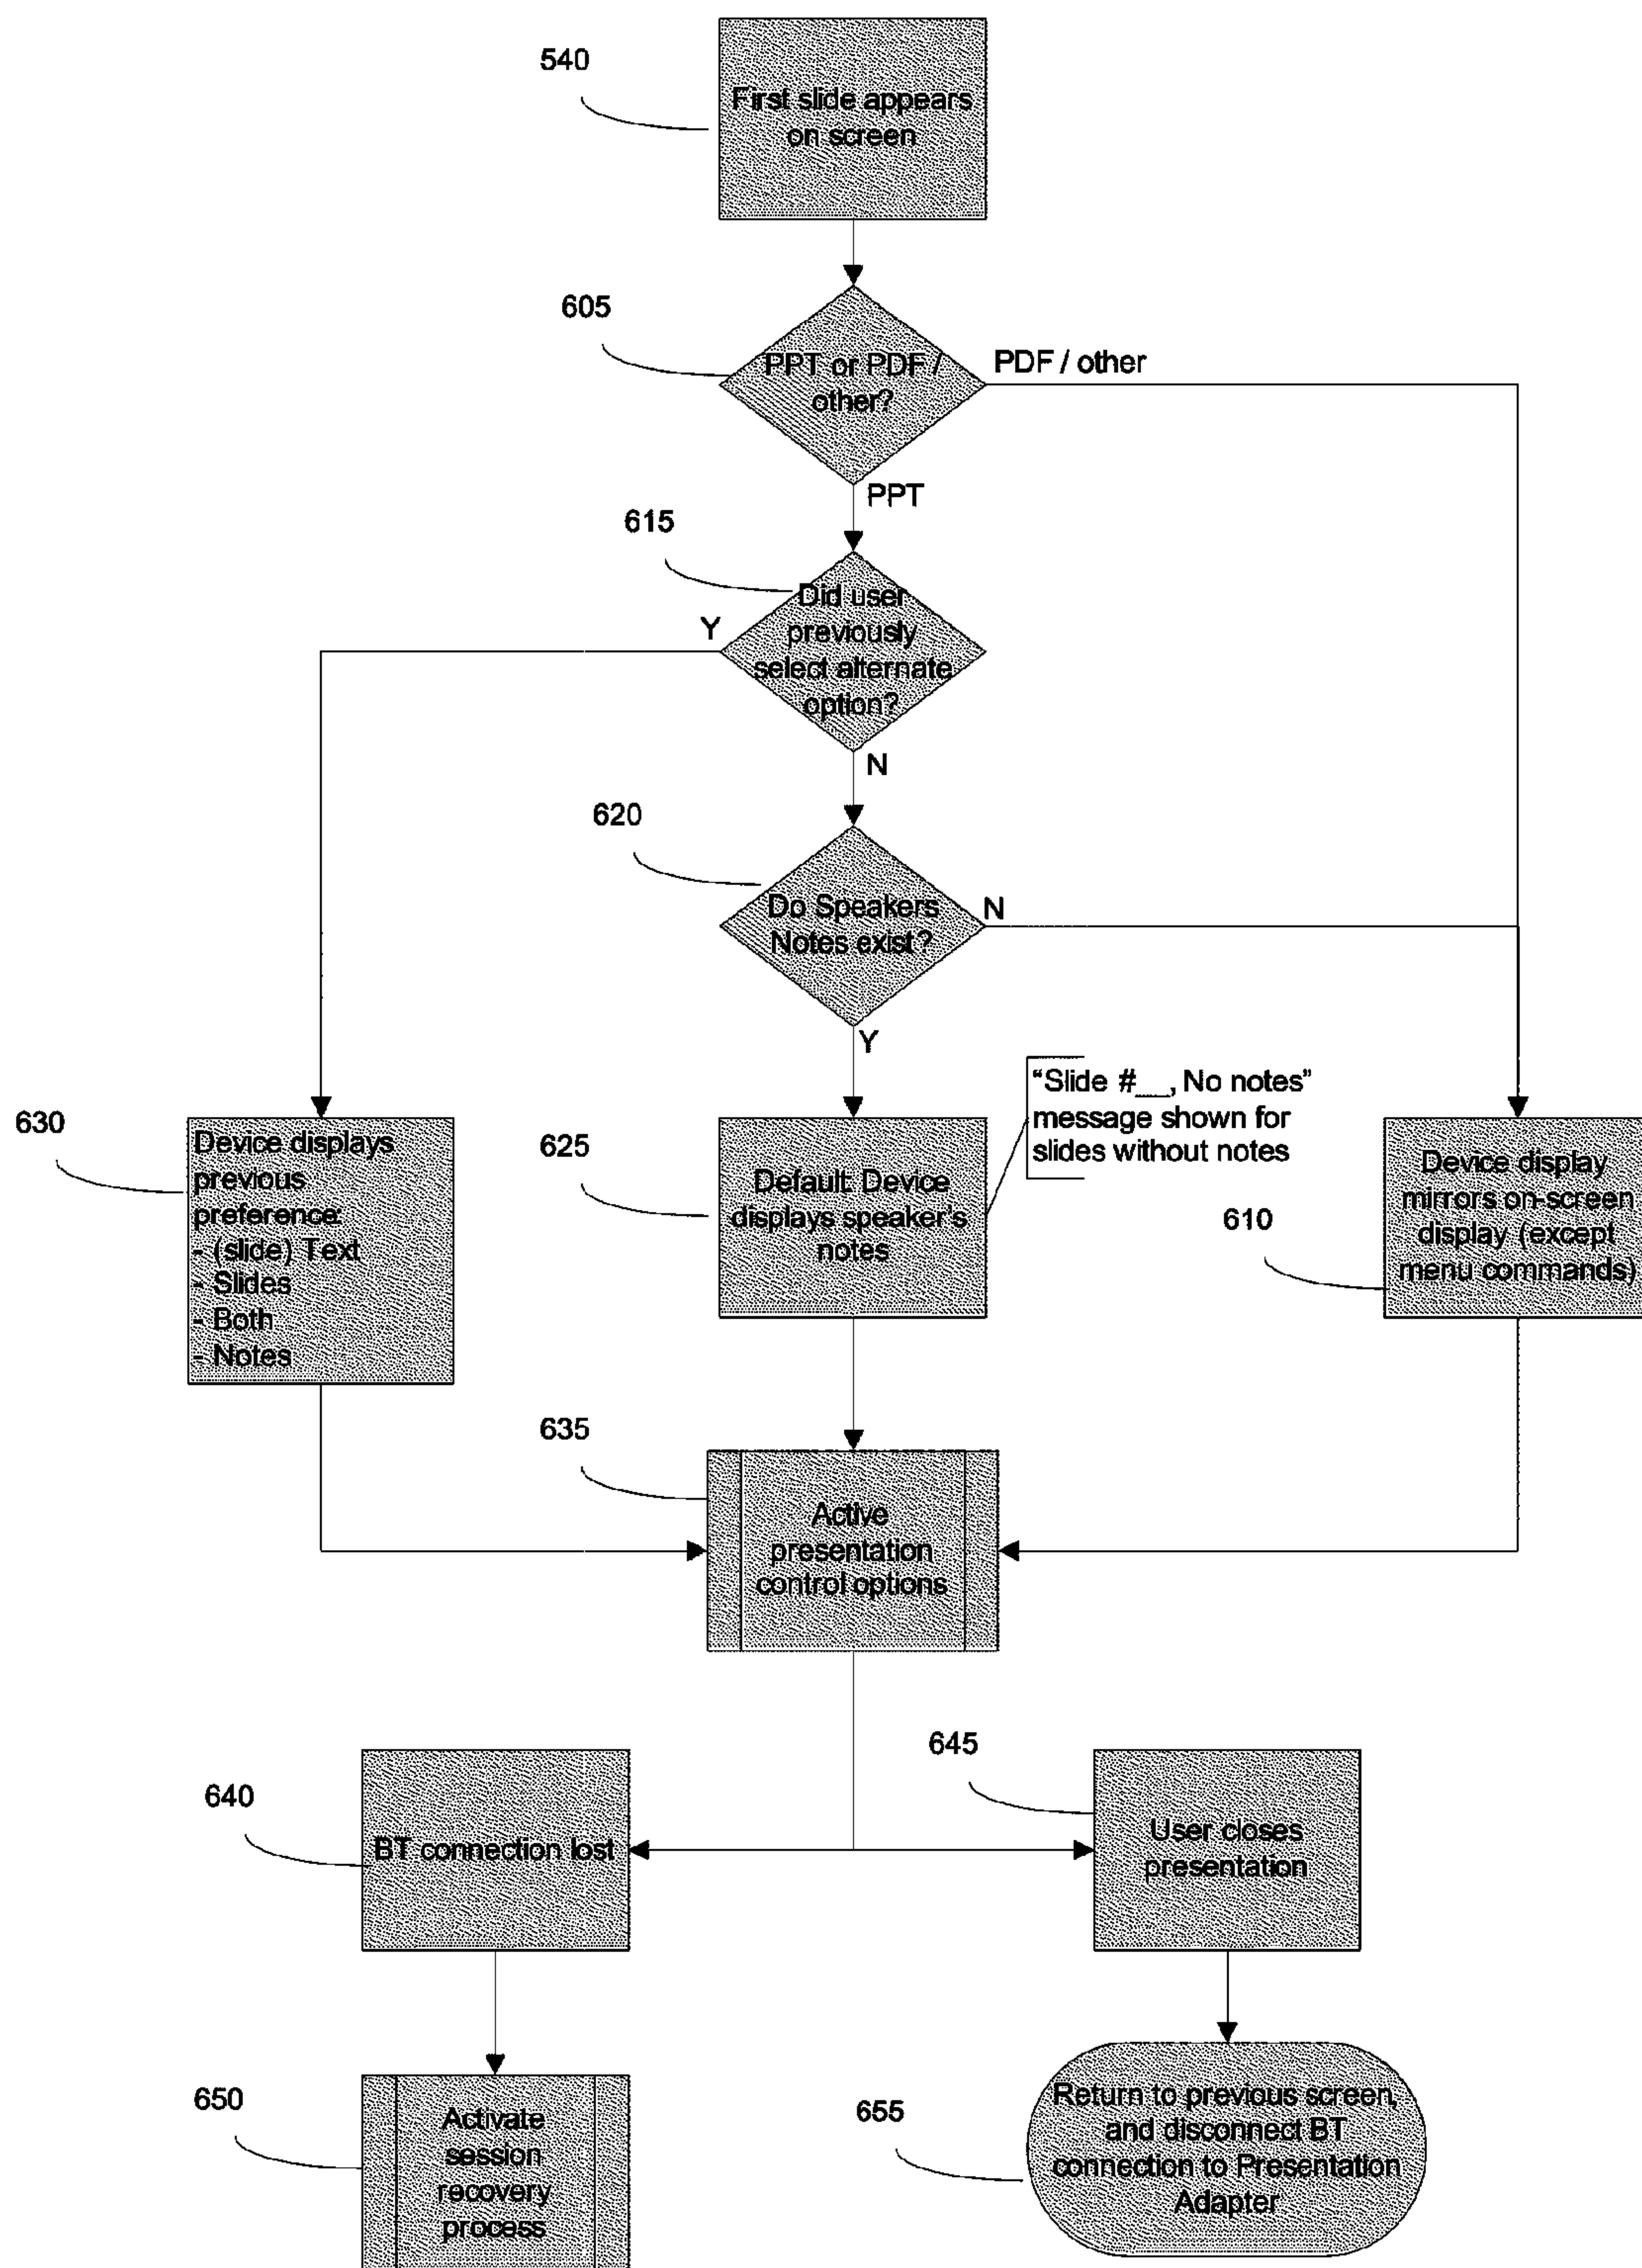 540
First slide appears
on screen
605
PPT or PDF /
other?
PDF / other
PPT
615
Did user
previously
select alternate
option?
Y
N
620
Do Speakers
Notes exist?
N
Y
"Slide #__, No notes"
message shown for
slides without notes
630
Device displays
previous
preference:
- (slide) Text
- Slides
- Both
- Notes
625
Default: Device
displays speaker's
notes
610
Device display
mirrors on-screen
display (except
menu commands)
635
Active
presentation
control options
640
BT connection lost
645
User closes
presentation
650
Activate
session
recovery
process
655
Return to previous screen,
and disconnect BT
connection to Presentation
Adapter